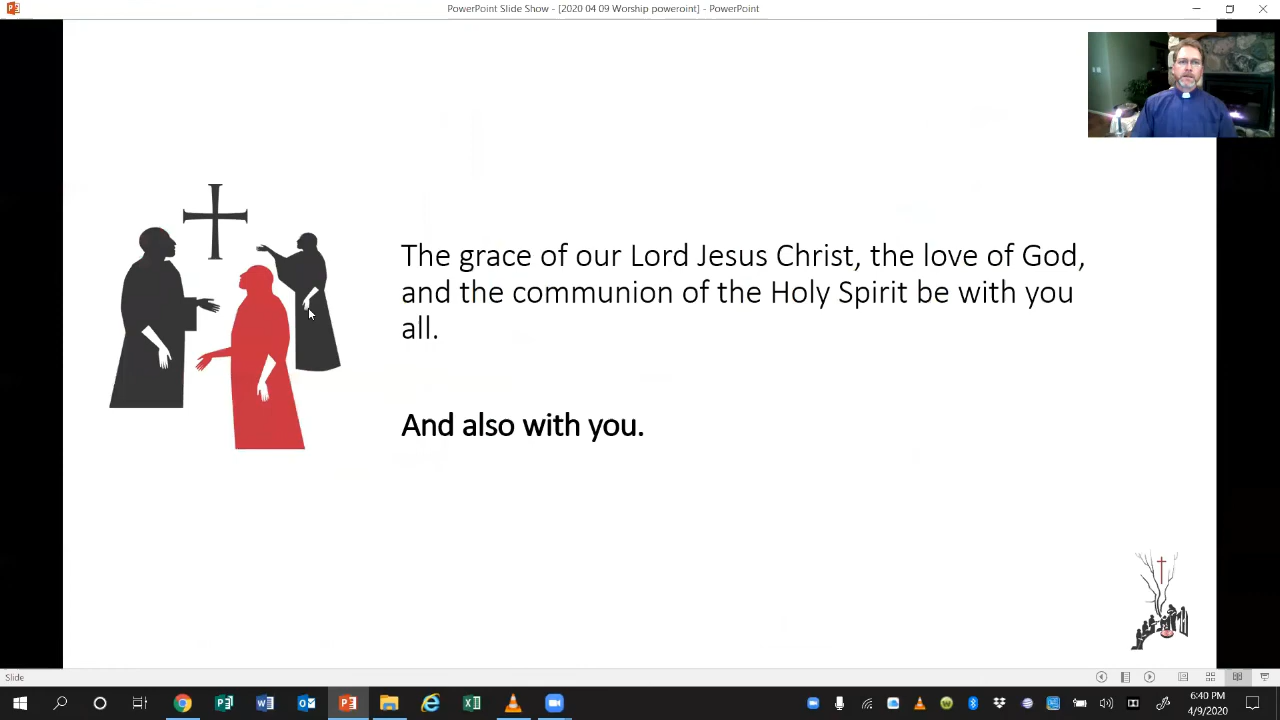 PowerPoint Slide Show - [2020 04 09 Worship poweroint] - PowerPoint
The grace of our Lord Jesus Christ, the love of God,
and the communion of the Holy Spirit be with you
all.
And also with you.
Slide
6:40 PM
4/9/2020